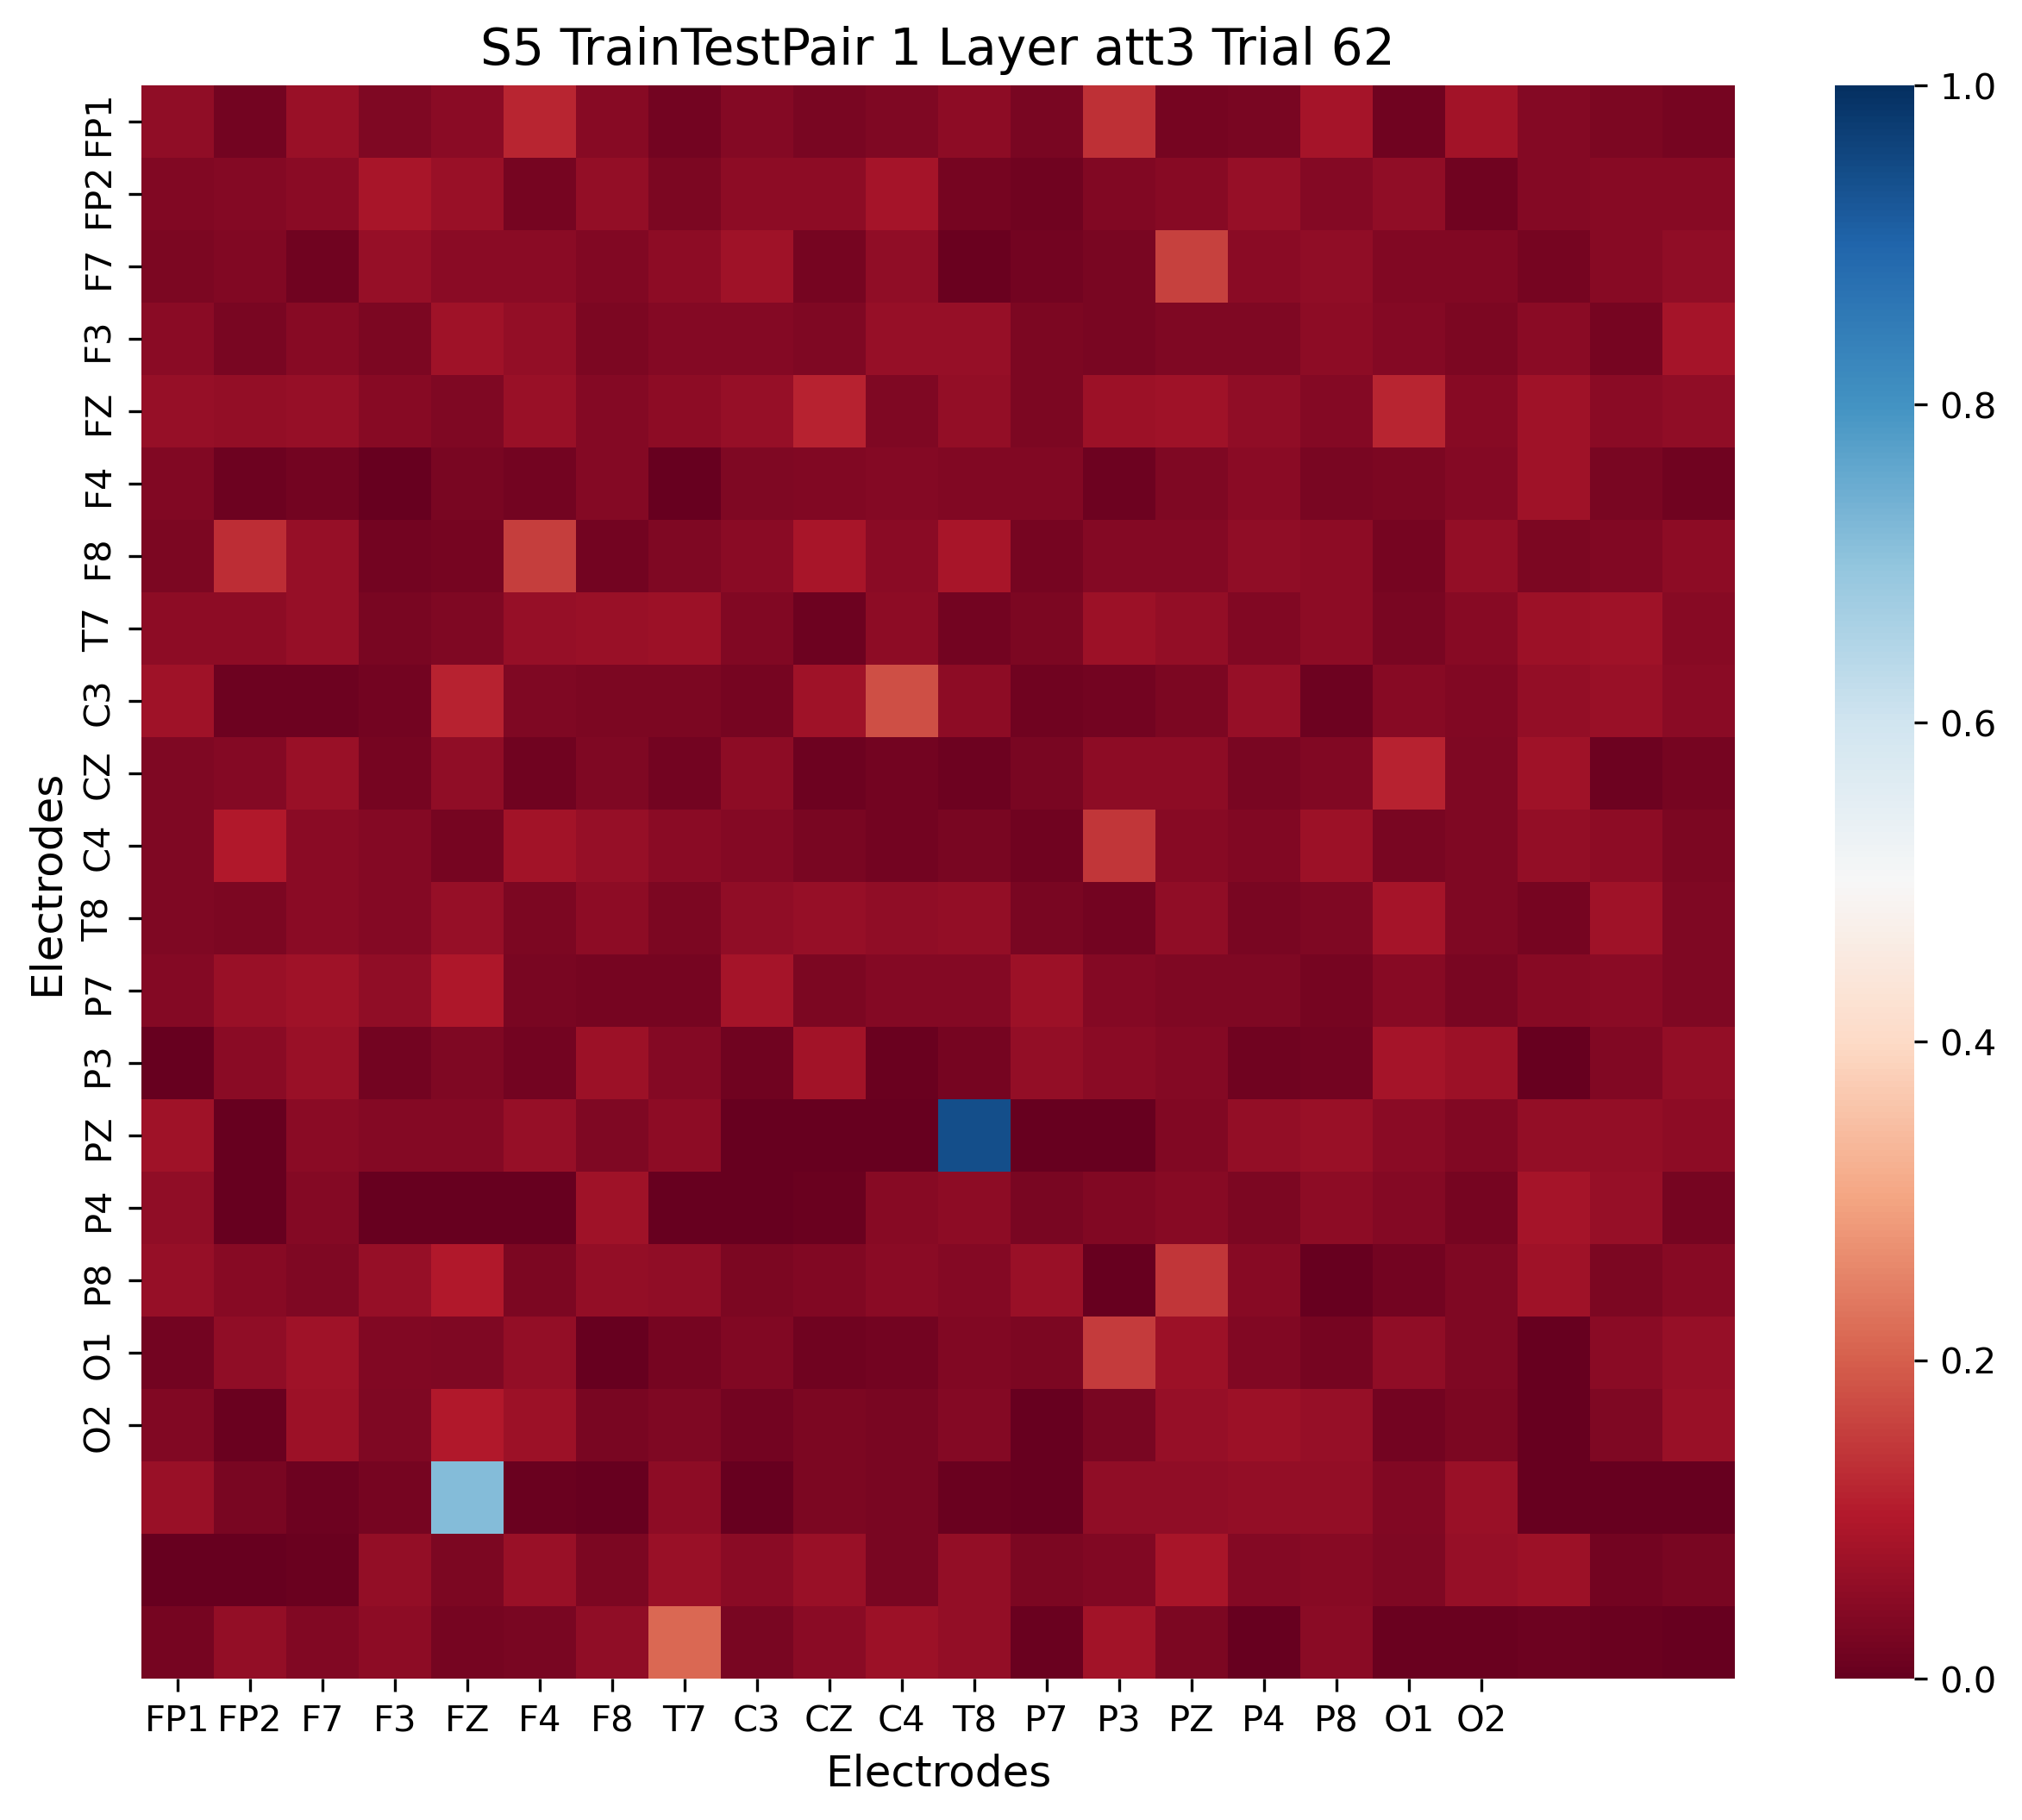 S5 TrainTestPair 1 Layer att3 Trial 62
Electrodes
FP1
FP2
F7
F3
FZ
F4
F8
T7
C3
CZ
C4
T8
P7
P3
PZ
P4
P8
O1
O2
FP1 FP2 F7 F3 FZ F4 F8 T7 C3 CZ C4 T8 P7 P3 PZ P4 P8 O1 O2
Electrodes
1.0
0.8
0.6
0.4
0.2
0.0